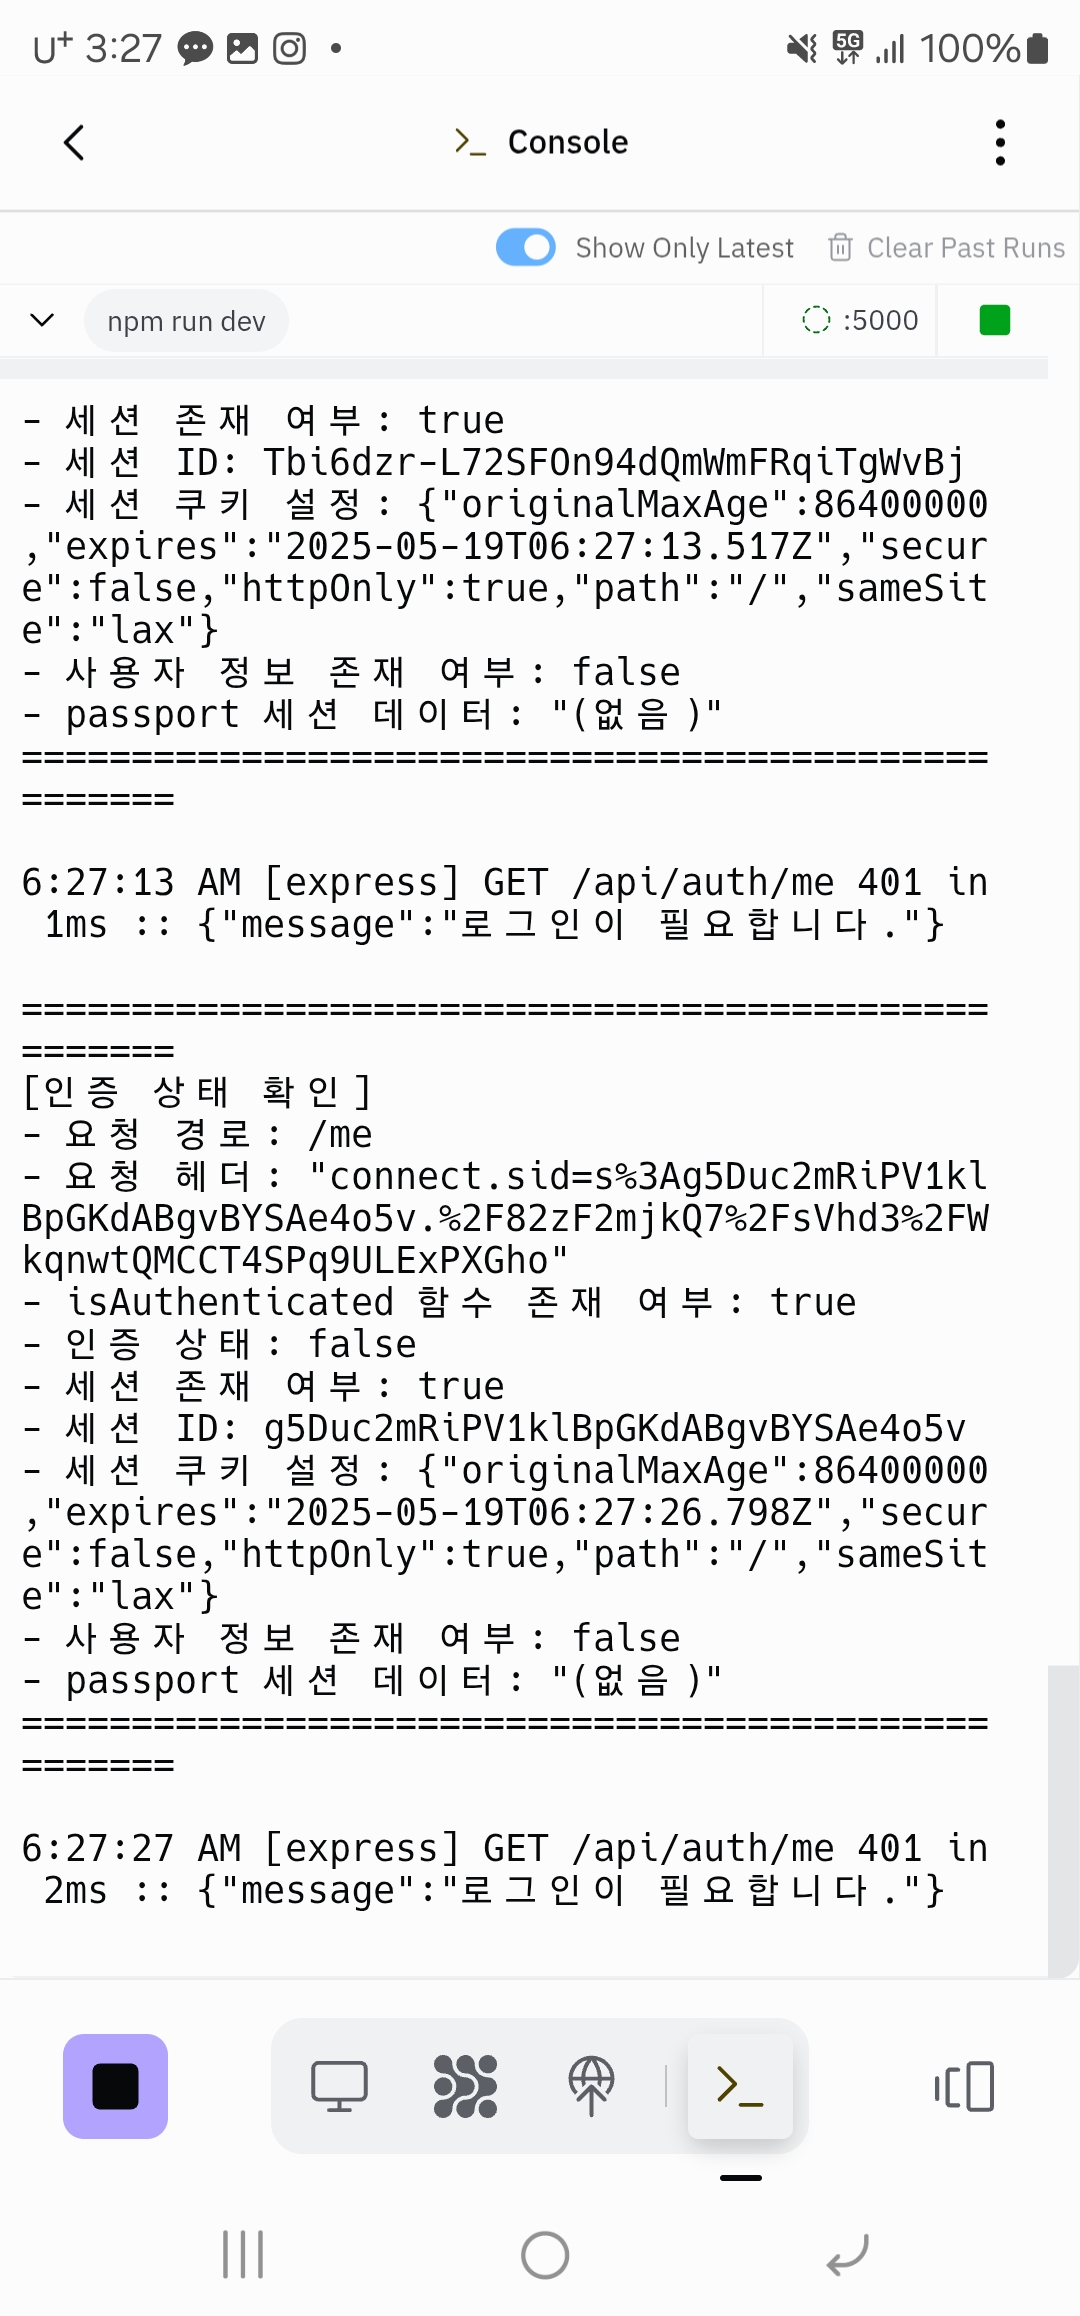 U+ 3:27 5G 100%
>_ Console
Show Only Latest Clear Past Runs
npm run dev :5000
- 세션 존재 여부: true
- 세션 ID: Tbi6dzr-L72SFOn94dQmWmFRqiTgWvBj
- 세션 쿠키 설정: {"originalMaxAge":86400000
,"expires":"2025-05-19T06:27:13.517Z","secur
e":false,"httpOnly":true,"path":"/","sameSit
e":"lax"}
- 사용자 정보 존재 여부: false
- passport 세션 데이터: "(없음)"
============================================
=======
6:27:13 AM [express] GET /api/auth/me 401 in
1ms :: {"message":"로그인이 필요합니다."}
============================================
=======
[인증 상태 확인]
- 요청 경로: /me
- 요청 헤더: "connect.sid=s%3Ag5Duc2mRiPV1kl
BpGKdABgvBYSAe4o5v.%2F82zF2mjkQ7%2FsVhd3%2FW
kqnwtQMCCT4SPq9ULExPXGho"
- isAuthenticated 함수 존재 여부: true
- 인증 상태: false
- 세션 존재 여부: true
- 세션 ID: g5Duc2mRiPV1klBpGKdABgvBYSAe4o5v
- 세션 쿠키 설정: {"originalMaxAge":86400000
,"expires":"2025-05-19T06:27:26.798Z","secur
e":false,"httpOnly":true,"path":"/","sameSit
e":"lax"}
- 사용자 정보 존재 여부: false
- passport 세션 데이터: "(없음)"
============================================
=======
6:27:27 AM [express] GET /api/auth/me 401 in
2ms :: {"message":"로그인이 필요합니다."}